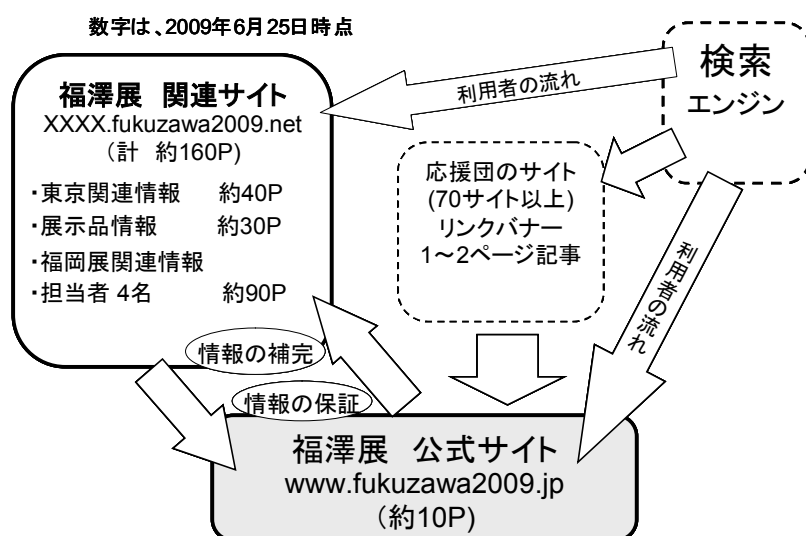 数字は、2009年6月25日時点
福澤展 関連サイト
XXXX.fukuzawa2009.net
(計 約160P)
・東京関連情報 約40P
・展示品情報 約30P
・福岡展関連情報
・担当者 4名 約90P
利用者の流れ
検索
エンジン
応援団のサイト
(70サイト以上)
リンクバナー
1〜2ページ記事
利用者の流れ
情報の補完
情報の保証
福澤展 公式サイト
www.fukuzawa2009.jp
(約10P)